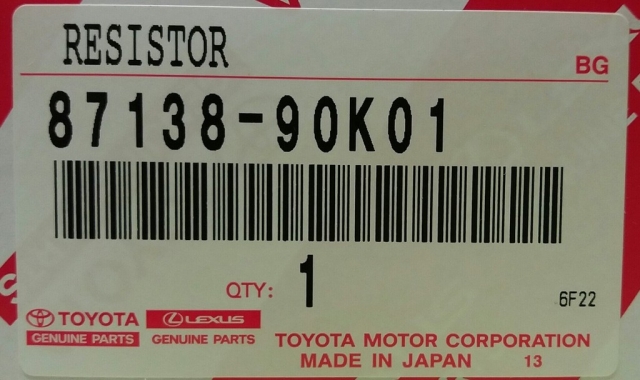 RESISTOR
BG
87138-90K01
QTY: 1
6F22
TOYOTA LEXUS
GENUINE PARTS GENUINE PARTS
TOYOTA MOTOR CORPORATION
MADE IN JAPAN 13